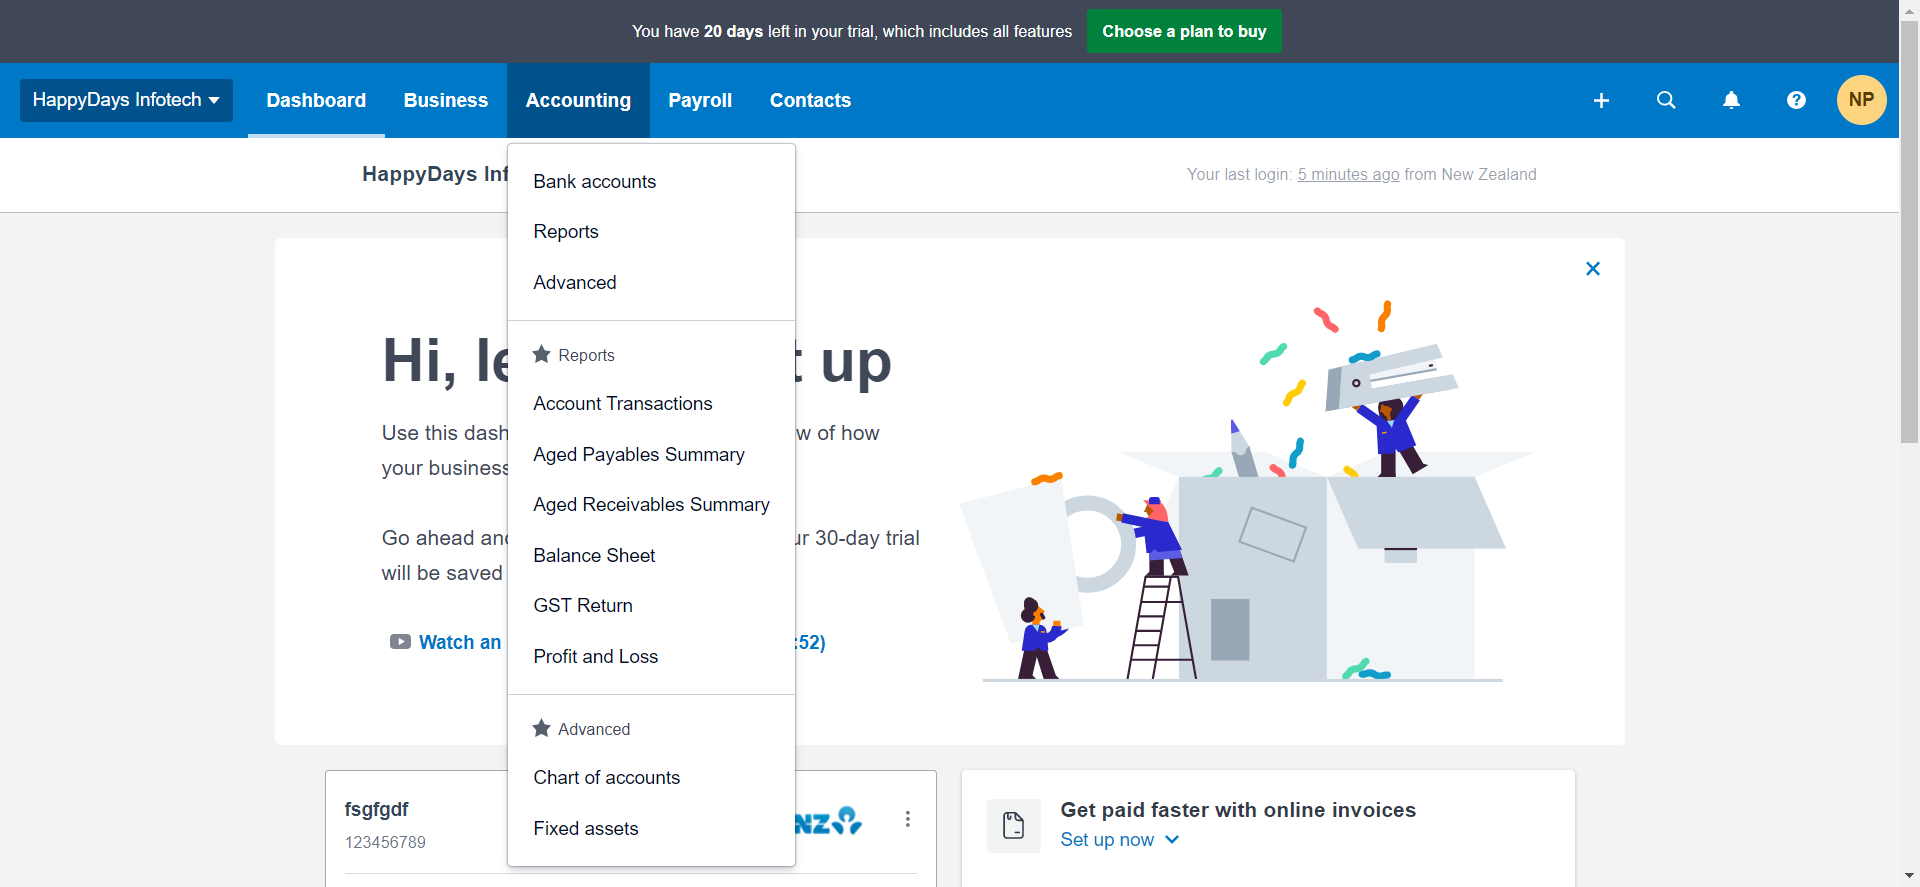 You have 20 days left in your trial, which includes all features
Choose a plan to buy
HappyDays Infotech
Dashboard
Business
Accounting
Payroll
Contacts
NP
HappyDays Inf
Your last login: 5 minutes ago from New Zealand
Bank accounts
Reports
Advanced
Reports
Account Transactions
Aged Payables Summary
Aged Receivables Summary
Balance Sheet
GST Return
Profit and Loss
Advanced
Chart of accounts
Fixed assets
Hi, le
t up
Use this dash
w of how
your business
Go ahead and
ur 30-day trial
will be saved
Watch an
:52)
fsgfgdf
123456789
NZ
Get paid faster with online invoices
Set up now